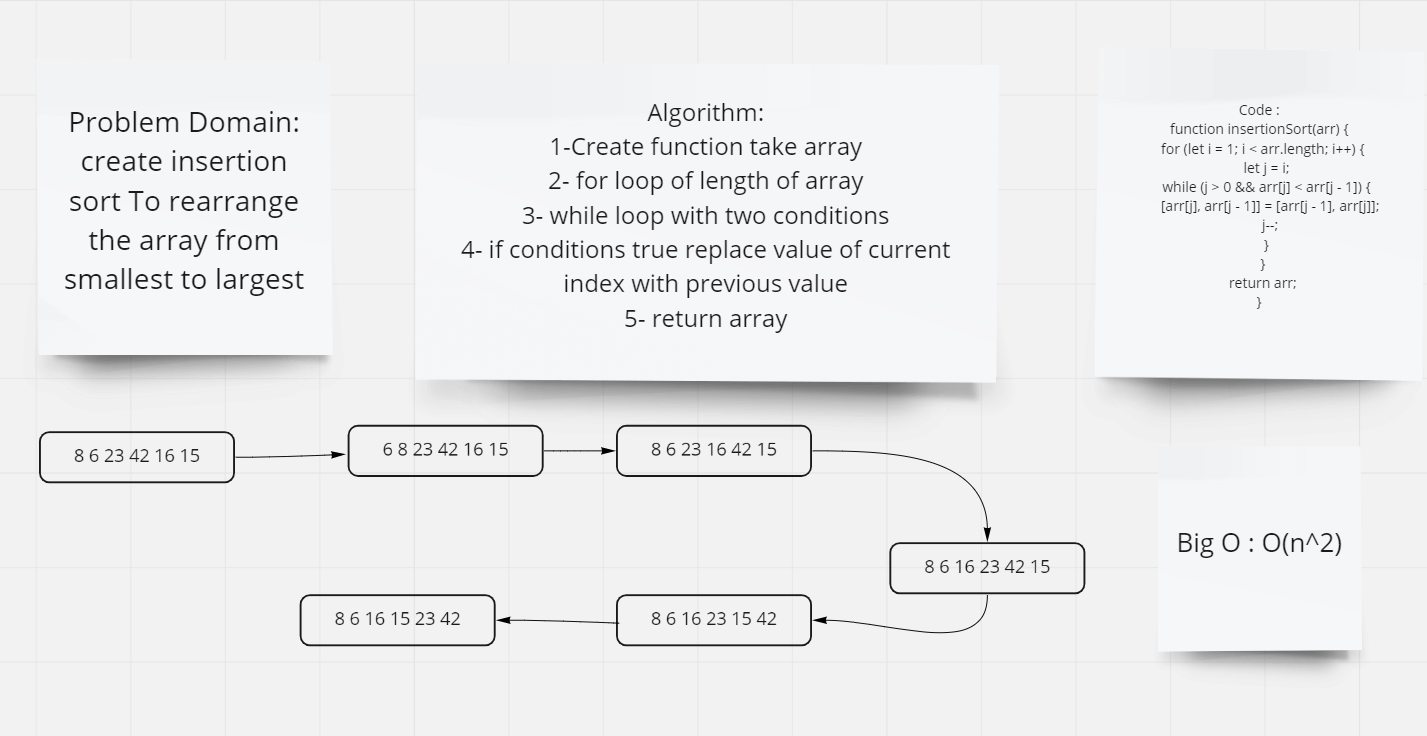 Problem Domain:
create insertion
sort To rearrange
the array from
smallest to largest
Algorithm:
1-Create function take array
2- for loop of length of array
3- while loop with two conditions
4- if conditions true replace value of current
index with previous value
5- return array
Code :
function insertionSort(arr) {
for (let i = 1; i < arr.length; i++) {
let j = i;
while (j > 0 && arr[j] < arr[j - 1]) {
[arr[j], arr[j - 1]] = [arr[j - 1], arr[j]];
j--;
}
}
return arr;
}
8 6 23 42 16 15
6 8 23 42 16 15
8 6 23 16 42 15
8 6 16 23 42 15
8 6 16 23 15 42
8 6 16 15 23 42
Big O : O(n^2)